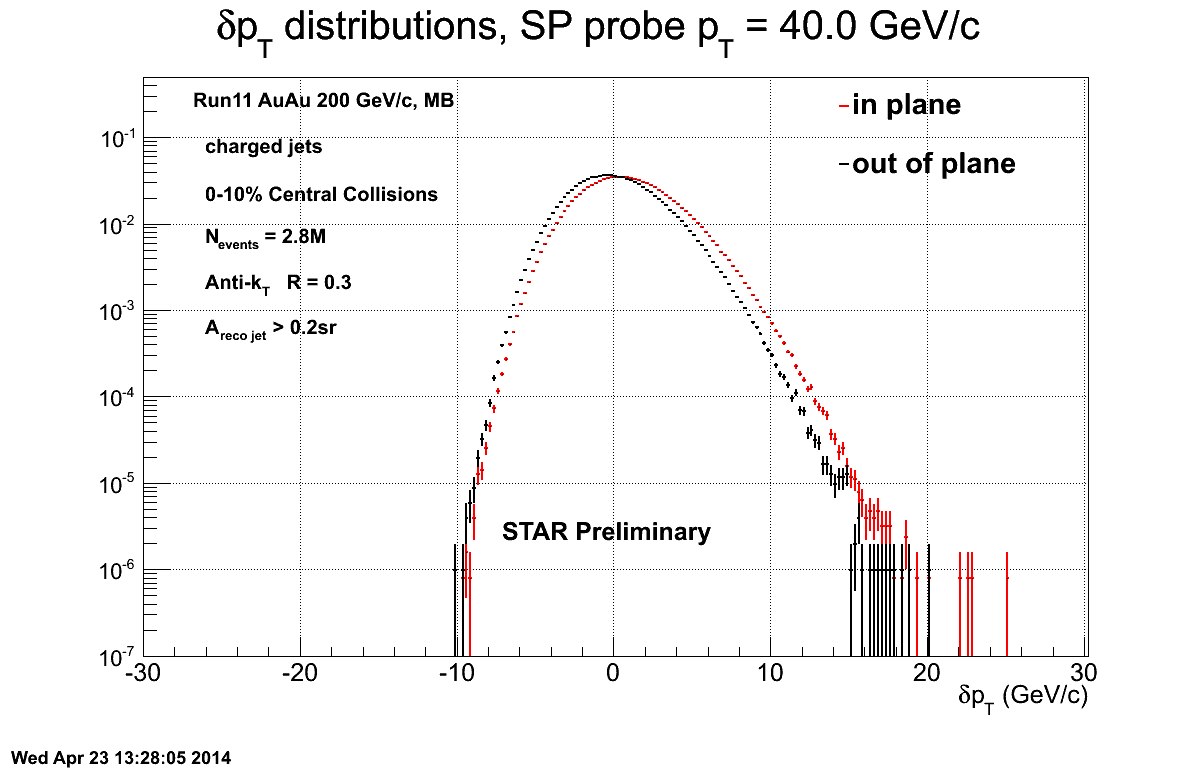 δp_T distributions, SP probe p_T = 40.0 GeV/c
Run11 AuAu 200 GeV/c, MB
charged jets
0-10% Central Collisions
N_events = 2.8M
Anti-k_T R = 0.3
A_reco jet > 0.2sr
in plane
out of plane
STAR Preliminary
10^-1
10^-2
10^-3
10^-4
10^-5
10^-6
10^-7
-30 -20 -10 0 10 20 30
δp_T (GeV/c)
Wed Apr 23 13:28:05 2014